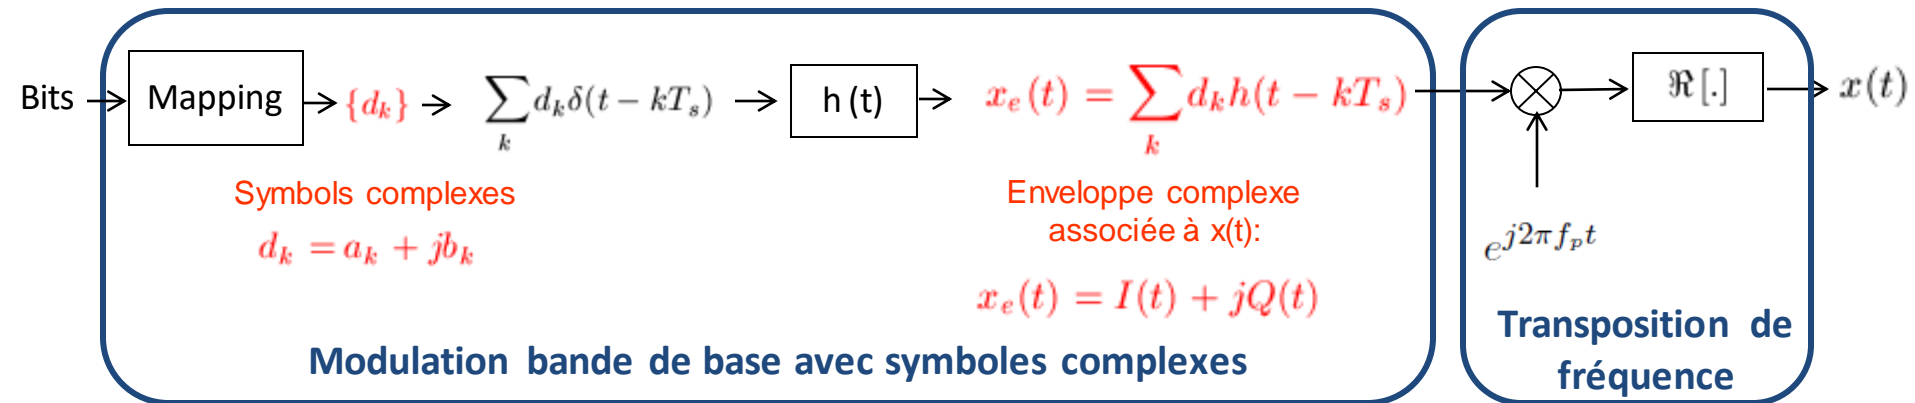 Bits
Mapping
{d_k}
∑_k d_k δ(t − kT_s)
h (t)
x_e(t) = ∑_k d_k h(t − kT_s)
ℜ[.]
x(t)
Symbols complexes
d_k = a_k + jb_k
Enveloppe complexe
associée à x(t):
x_e(t) = I(t) + jQ(t)
e^{j2πf_p t}
Modulation bande de base avec symboles complexes
Transposition de
fréquence